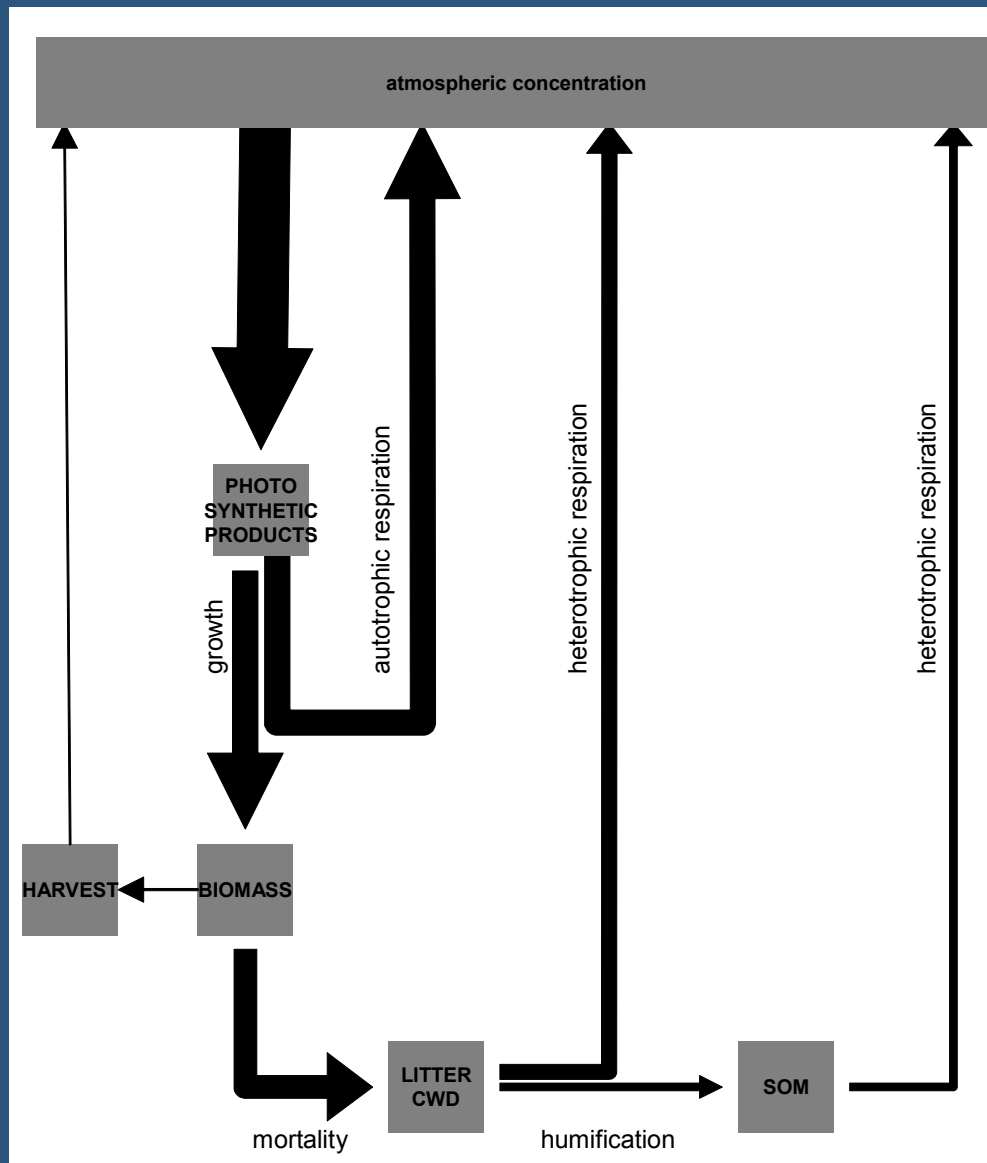 atmospheric concentration
PHOTO
SYNTHETIC
PRODUCTS
growth
autotrophic respiration
heterotrophic respiration
heterotrophic respiration
HARVEST
BIOMASS
LITTER
CWD
SOM
mortality
humification